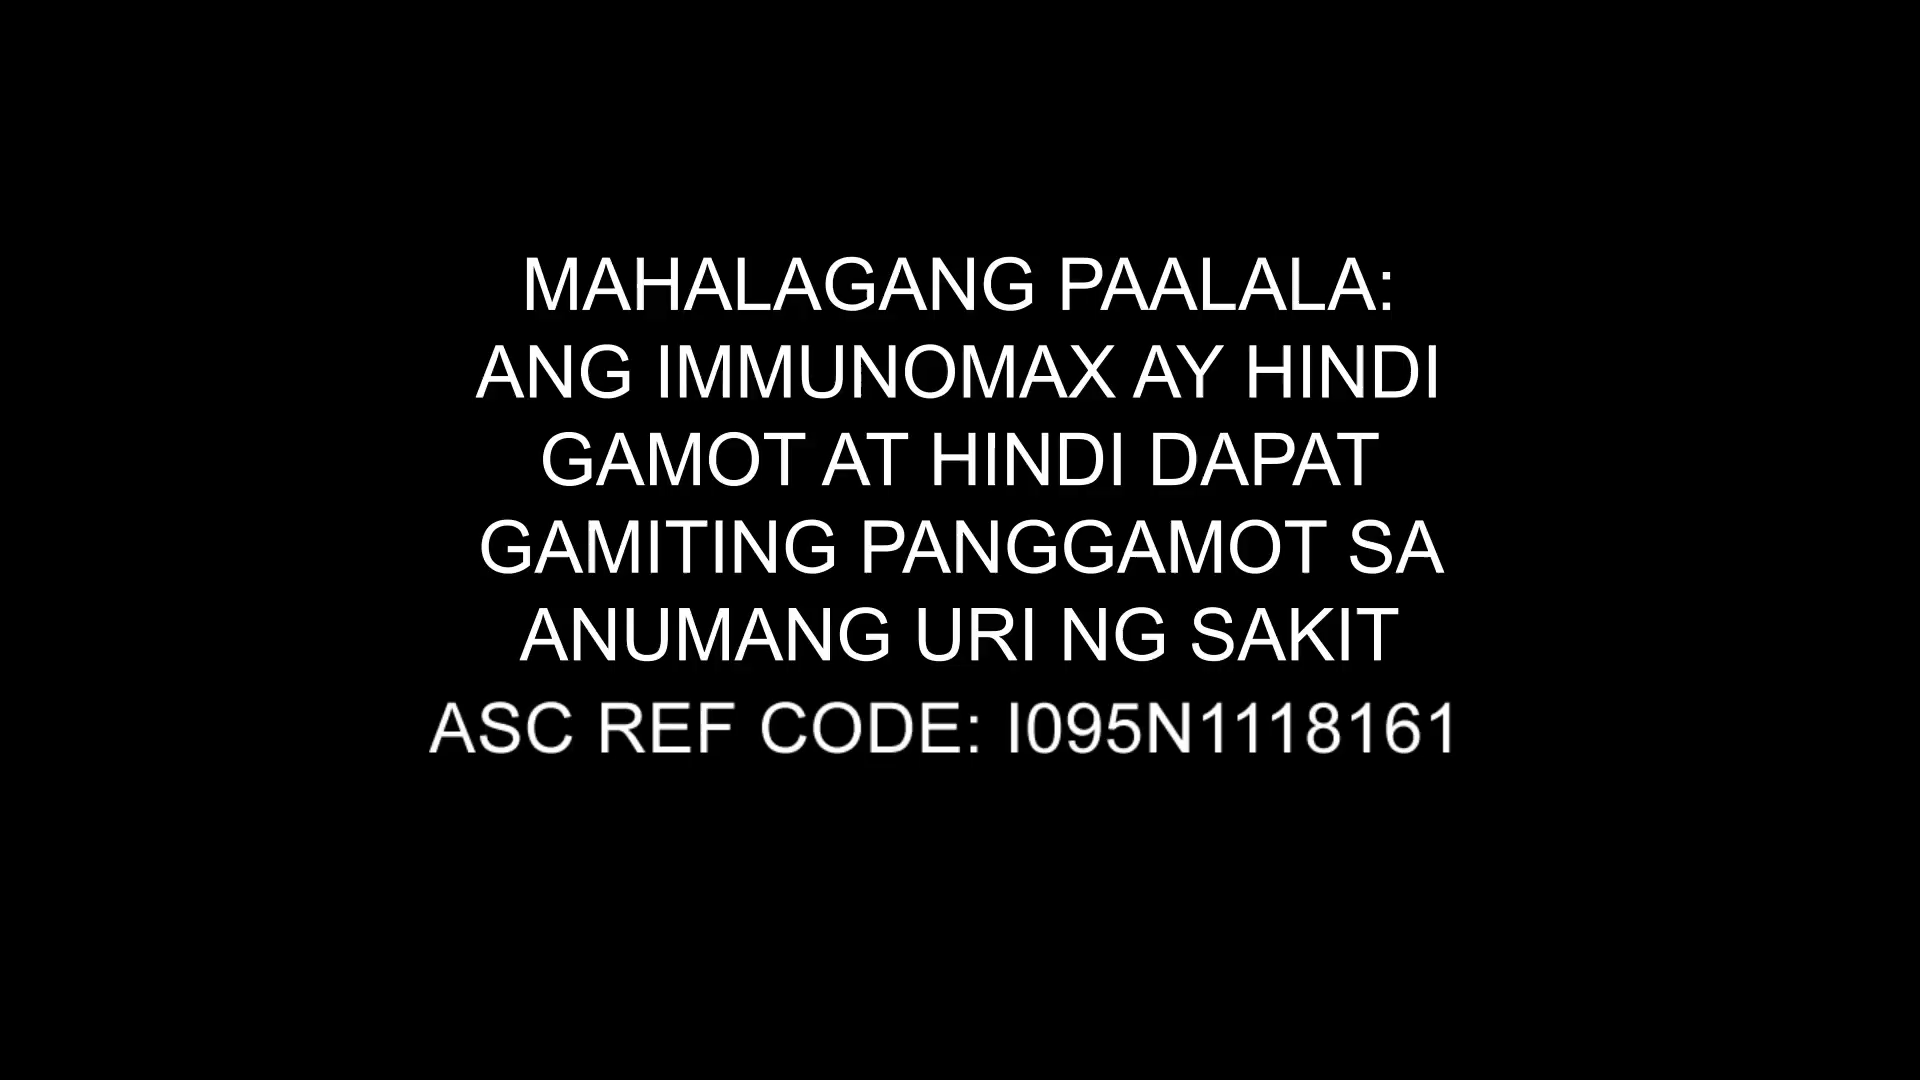 MAHALAGANG PAALALA:
ANG IMMUNOMAX AY HINDI
GAMOT AT HINDI DAPAT
GAMITING PANGGAMOT SA
ANUMANG URI NG SAKIT
ASC REF CODE: I095N1118161